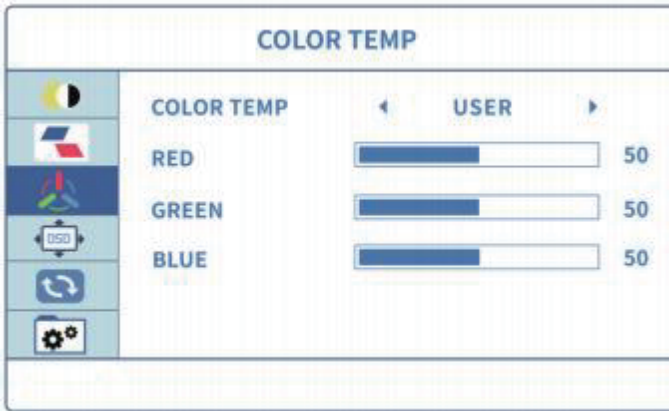 COLOR TEMP
COLOR TEMP USER
RED 50
GREEN 50
OSD
BLUE 50